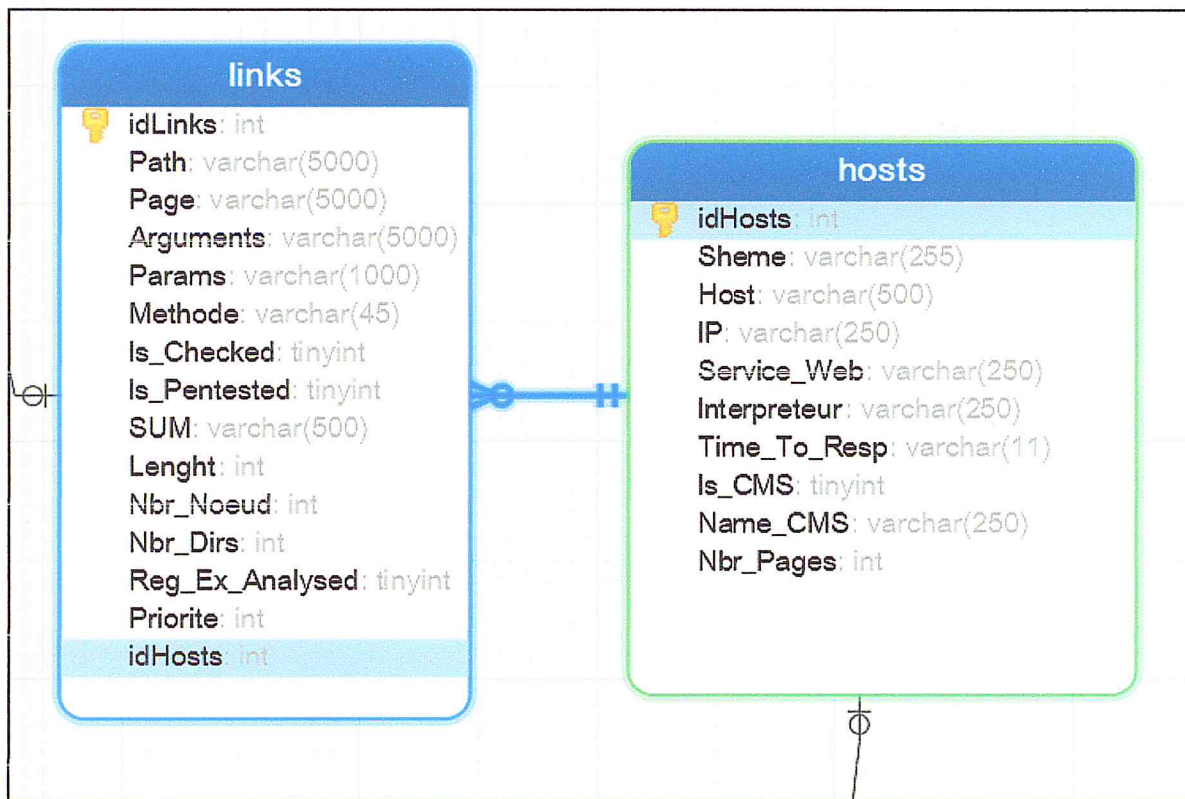 links
idLinks: int
Path: varchar(5000)
Page: varchar(5000)
Arguments: varchar(5000)
Params: varchar(1000)
Methode: varchar(45)
Is_Checked: tinyint
Is_Pentested: tinyint
SUM: varchar(500)
Lenght: int
Nbr_Noeud: int
Nbr_Dirs: int
Reg_Ex_Analysed: tinyint
Priorite: int
idHosts: int
hosts
idHosts: int
Sheme: varchar(255)
Host: varchar(500)
IP: varchar(250)
Service_Web: varchar(250)
Interpreteur: varchar(250)
Time_To_Resp: varchar(11)
Is_CMS: tinyint
Name_CMS: varchar(250)
Nbr_Pages: int